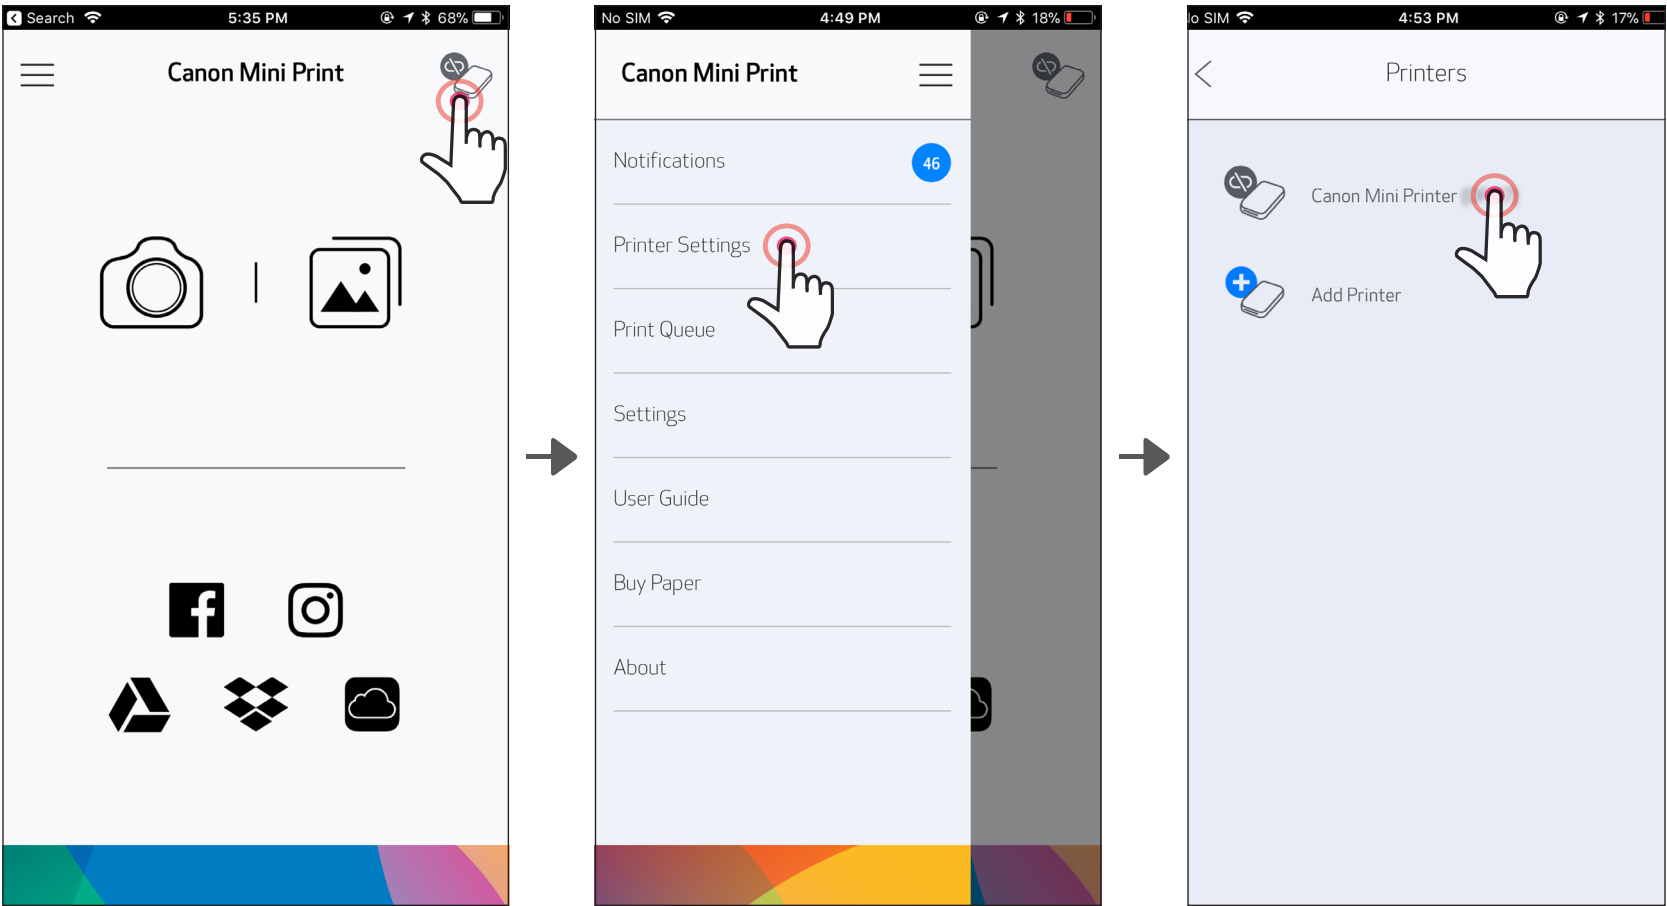 Search 5:35 PM 68%
Canon Mini Print
No SIM 4:49 PM 18%
Canon Mini Print
Notifications 46
Printer Settings
Print Queue
Settings
User Guide
Buy Paper
About
lo SIM 4:53 PM 17%
Printers
Canon Mini Printer
Add Printer